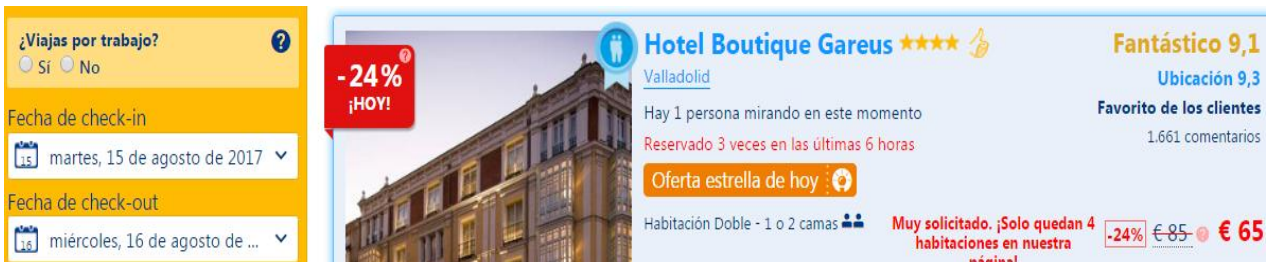 ¿Viajas por trabajo?
Sí No
Fecha de check-in
15 martes, 15 de agosto de 2017
Fecha de check-out
16 miércoles, 16 de agosto de ...
-24%
¡HOY!
Hotel Boutique Gareus
Valladolid
Hay 1 persona mirando en este momento
Reservado 3 veces en las últimas 6 horas
Oferta estrella de hoy
Habitación Doble - 1 o 2 camas
Fantástico 9,1
Ubicación 9,3
Favorito de los clientes
1.661 comentarios
Muy solicitado. ¡Solo quedan 4
habitaciones en nuestra
página!
-24% € 85 € 65